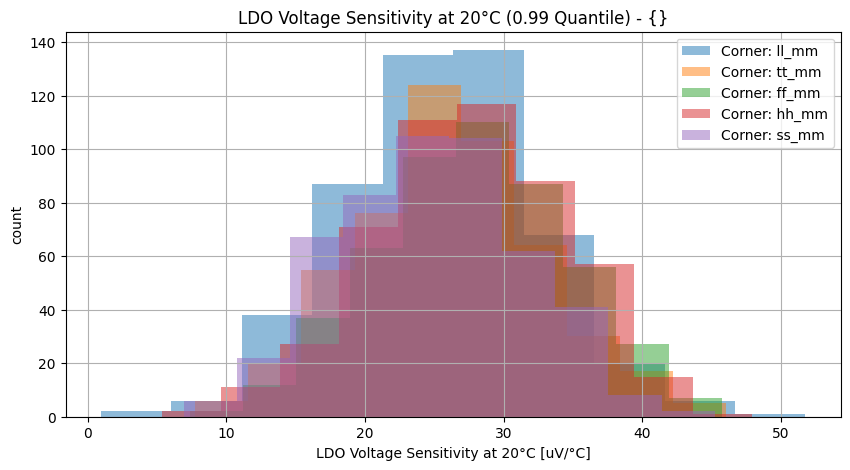 LDO Voltage Sensitivity at 20°C (0.99 Quantile) - {}
140
120
100
80
60
40
20
0
count
Corner: ll_mm
Corner: tt_mm
Corner: ff_mm
Corner: hh_mm
Corner: ss_mm
0 10 20 30 40 50
LDO Voltage Sensitivity at 20°C [uV/°C]